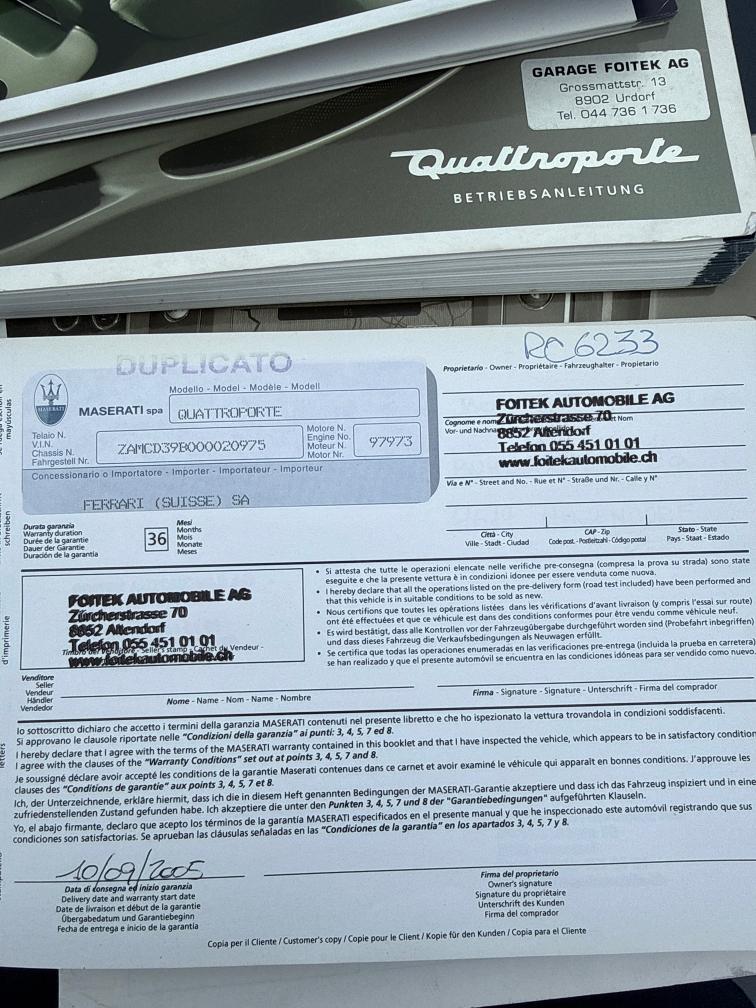 GARAGE FOITEK AG
Grossmattstr. 13
8902 Urdorf
Tel. 044 736 1 736
Quattroporte
BETRIEBSANLEITUNG
RC6233
DUPLICATO
Proprietario - Owner - Propriétaire - Fahrzeughalter - Propietario
MASERATI
MASERATI spa
Modello - Model - Modèle - Modell
QUATTROPORTE
Telaio N.
V.I.N.
Chassis N.
Fahrgestell Nr.
ZAMCD39B000020975
Motore N.
Engine No.
Moteur N.
Motor Nr.
97973
Concessionario o Importatore - Importer - Importateur - Importeur
FERRARI (SUISSE) SA
FOITEK AUTOMOBILE AG
Zürcherstrasse 70
8852 Altendorf
Telefon 055 451 01 01
www.foitekautomobile.ch
Cognome e nome
Vor- und
Via e N° - Street and No. - Rue et N° - Straße und Nr. - Calle y N°
Città - City
Ville - Stadt - Ciudad
CAP - Zip
Code post. - Postleitzahl - Código postal
Stato - State
Pays - Staat - Estado
Durata garanzia
Warranty duration
Durée de la garantie
Dauer der Garantie
Duración de la garantía
36
Mesi
Months
Mois
Monate
Meses
FOITEK AUTOMOBILE AG
Zürcherstrasse 70
8852 Altendorf
Telefon 055 451 01 01
www.foitekautomobile.ch
• Si attesta che tutte le operazioni elencate nelle verifiche pre-consegna (compresa la prova su strada) sono state
eseguite e che la presente vettura è in condizioni idonee per essere venduta come nuova.
• I hereby declare that all the operations listed on the pre-delivery form (road test included) have been performed and
that this vehicle is in suitable conditions to be sold as new.
• Nous certifions que toutes les opérations listées dans les vérifications d'avant livraison (y compris l'essai sur route)
ont été effectuées et que ce véhicule est dans des conditions conformes pour être vendu comme véhicule neuf.
• Es wird bestätigt, dass alle Kontrollen vor der Fahrzeugübergabe durchgeführt worden sind (Probefahrt inbegriffen)
und dass dieses Fahrzeug die Verkaufsbedingungen als Neuwagen erfüllt.
• Se certifica que todas las operaciones enumeradas en la verificaciones pre-entrega (incluida la prueba en carretera)
se han realizado y que el presente automóvil se encuentra en las condiciones idóneas para ser vendido como nuevo.
Venditore
Seller
Vendeur
Händler
Vendedor
Nome - Name - Nom - Name - Nombre
Firma - Signature - Signature - Unterschrift - Firma del comprador
Io sottoscritto dichiaro che accetto i termini della garanzia MASERATI contenuti nel presente libretto e che ho ispezionato la vettura trovandola in condizioni soddisfacenti.
Si approvano le clausole riportate nelle "Condizioni della garanzia" ai punti: 3, 4, 5, 7 ed 8.
I hereby declare that I agree with the terms of the MASERATI warranty contained in this booklet and that I have inspected the vehicle, which appears to be in satisfactory condition
I agree with the clauses of the "Warranty Conditions" set out at points 3, 4, 5, 7 and 8.
Je soussigné déclare avoir accepté les conditions de la garantie Maserati contenues dans ce carnet et avoir examiné le véhicule qui apparaît en bonnes conditions. J'approuve les
clauses des "Conditions de garantie" aux points 3, 4, 5, 7 et 8.
Ich, der Unterzeichnende, erkläre hiermit, dass ich die in diesem Heft genannten Bedingungen der MASERATI-Garantie akzeptiere und dass ich das Fahrzeug inspiziert und in eine
zufriedenstellenden Zustand gefunden habe. Ich akzeptiere die unter den Punkten 3, 4, 5, 7 und 8 der "Garantiebedingungen" aufgeführten Klauseln.
Yo, el abajo firmante, declaro que acepto los términos de la garantía MASERATI especificados en el presente manual y que he inspeccionado este automóvil registrando que sus
condiciones son satisfactorias. Se aprueban las cláusulas señaladas en las "Condiciones de la garantía" en los apartados 3, 4, 5, 7 y 8.
10/09/2005
Data di consegna ed inizio garanzia
Delivery date and warranty start date
Date de livraison et début de la garantie
Übergabedatum und Garantiebeginn
Fecha de entrega e inicio de la garantía
Firma del proprietario
Owner's signature
Signature du propriétaire
Unterschrift des Kunden
Firma del comprador
Copia per il Cliente / Customer's copy / Copie pour le Client / Kopie für den Kunden / Copia para el Cliente
mayúsculas
schreiben
d'imprimerie
letters